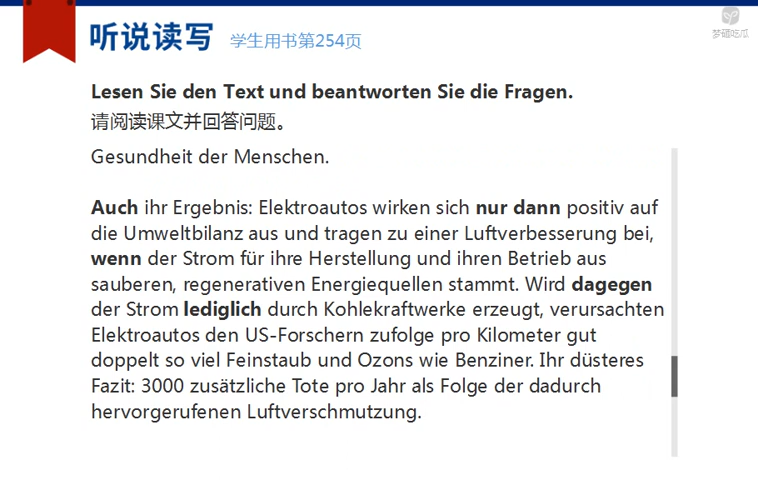 梦砸吃瓜
听说读写 学生用书第254页
Lesen Sie den Text und beantworten Sie die Fragen.
请阅读课文并回答问题。
Gesundheit der Menschen.
Auch ihr Ergebnis: Elektroautos wirken sich nur dann positiv auf
die Umweltbilanz aus und tragen zu einer Luftverbesserung bei,
wenn der Strom für ihre Herstellung und ihren Betrieb aus
sauberen, regenerativen Energiequellen stammt. Wird dagegen
der Strom lediglich durch Kohlekraftwerke erzeugt, verursachten
Elektroautos den US-Forschern zufolge pro Kilometer gut
doppelt so viel Feinstaub und Ozons wie Benziner. Ihr düsteres
Fazit: 3000 zusätzliche Tote pro Jahr als Folge der dadurch
hervorgerufenen Luftverschmutzung.